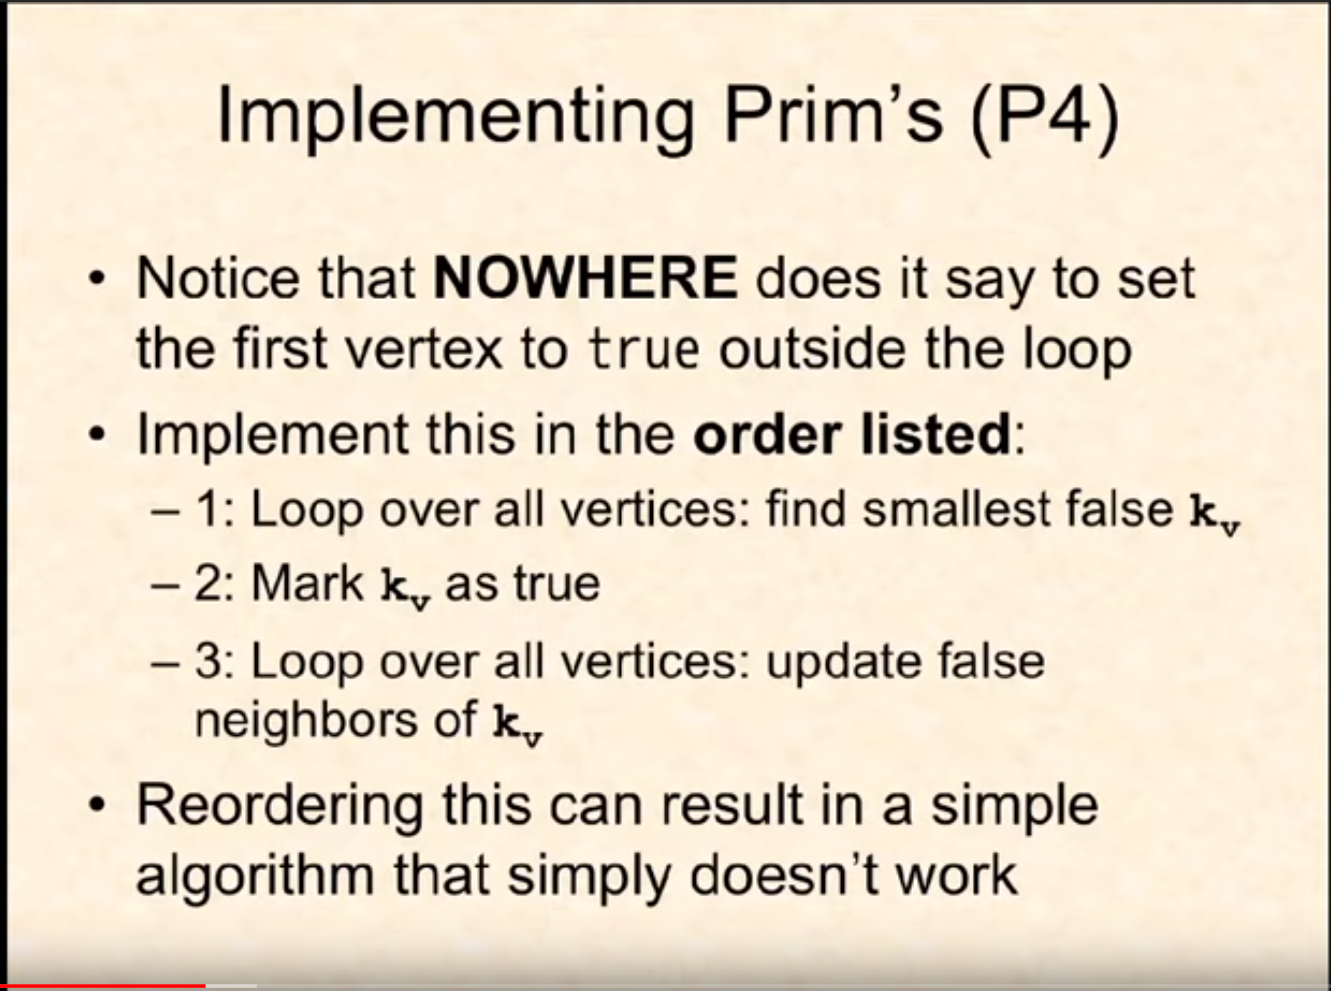 Implementing Prim's (P4)
• Notice that NOWHERE does it say to set
the first vertex to true outside the loop
• Implement this in the order listed:
– 1: Loop over all vertices: find smallest false kv
– 2: Mark kv as true
– 3: Loop over all vertices: update false
neighbors of kv
• Reordering this can result in a simple
algorithm that simply doesn't work